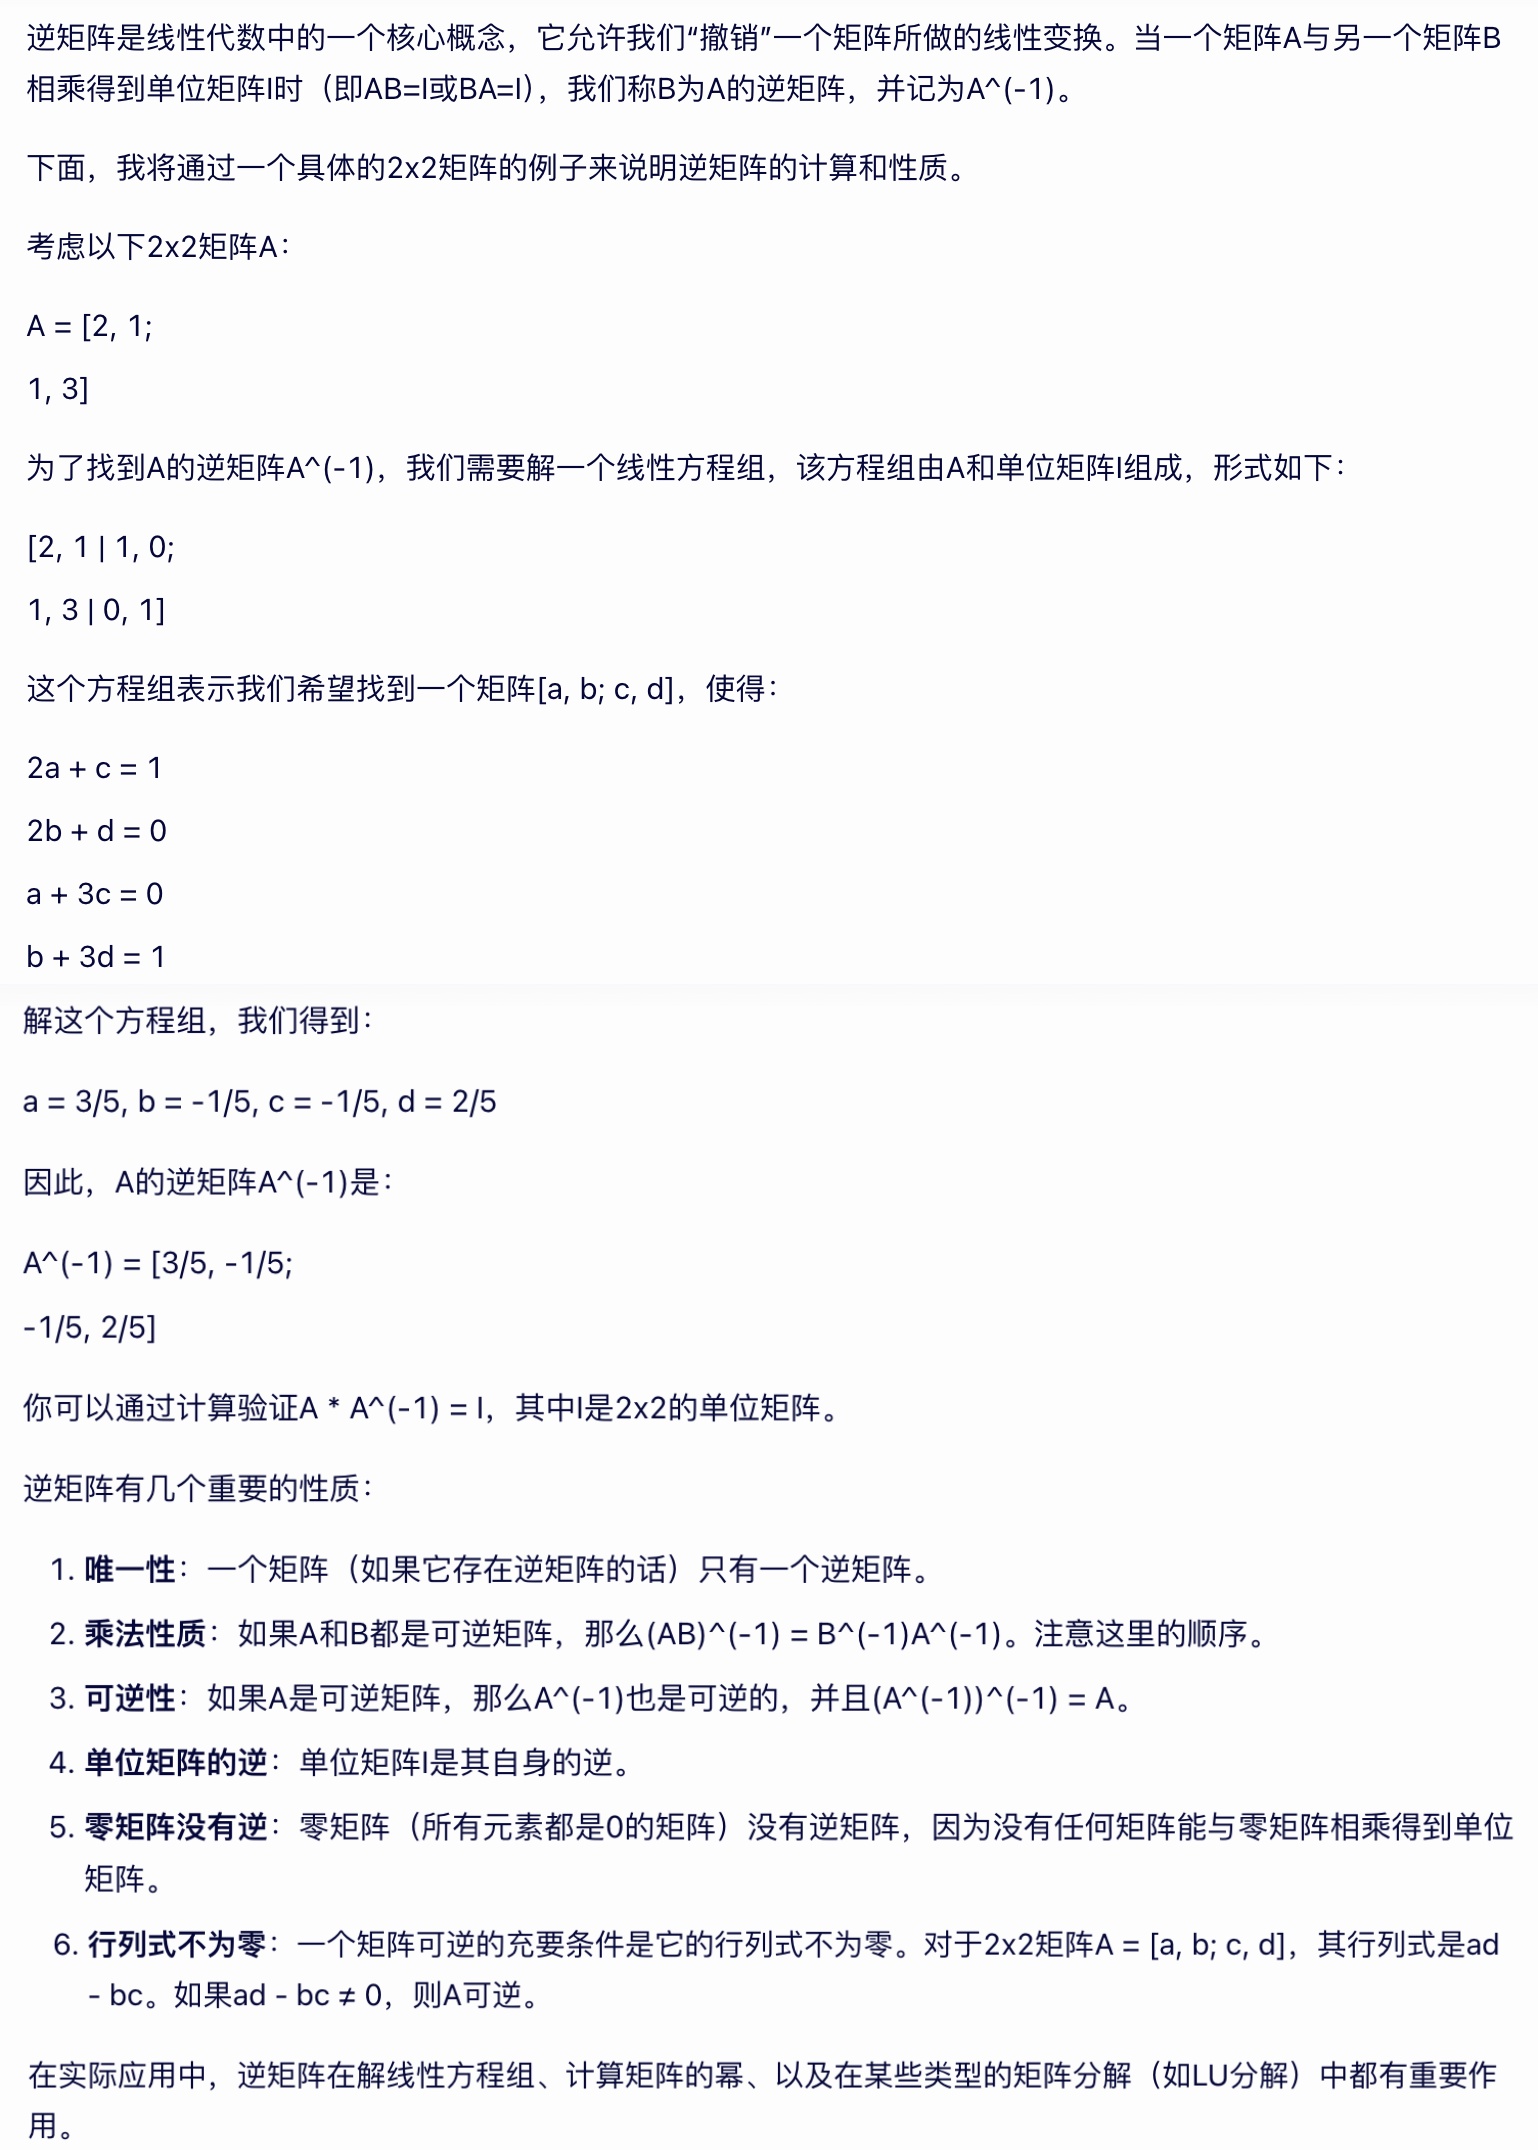 逆矩阵是线性代数中的一个核心概念，它允许我们“撤销”一个矩阵所做的线性变换。当一个矩阵A与另一个矩阵B
相乘得到单位矩阵I时（即AB=I或BA=I），我们称B为A的逆矩阵，并记为A^(-1)。
下面，我将通过一个具体的2x2矩阵的例子来说明逆矩阵的计算和性质。
考虑以下2x2矩阵A：
A = [2, 1;
1, 3]
为了找到A的逆矩阵A^(-1)，我们需要解一个线性方程组，该方程组由A和单位矩阵I组成，形式如下：
[2, 1 | 1, 0;
1, 3 | 0, 1]
这个方程组表示我们希望找到一个矩阵[a, b; c, d]，使得：
2a + c = 1
2b + d = 0
a + 3c = 0
b + 3d = 1
解这个方程组，我们得到：
a = 3/5, b = -1/5, c = -1/5, d = 2/5
因此，A的逆矩阵A^(-1)是：
A^(-1) = [3/5, -1/5;
-1/5, 2/5]
你可以通过计算验证A * A^(-1) = I，其中I是2x2的单位矩阵。
逆矩阵有几个重要的性质：
1. 唯一性：一个矩阵（如果它存在逆矩阵的话）只有一个逆矩阵。
2. 乘法性质：如果A和B都是可逆矩阵，那么(AB)^(-1) = B^(-1)A^(-1)。注意这里的顺序。
3. 可逆性：如果A是可逆矩阵，那么A^(-1)也是可逆的，并且(A^(-1))^(-1) = A。
4. 单位矩阵的逆：单位矩阵I是其自身的逆。
5. 零矩阵没有逆：零矩阵（所有元素都是0的矩阵）没有逆矩阵，因为没有任何矩阵能与零矩阵相乘得到单位
矩阵。
6. 行列式不为零：一个矩阵可逆的充要条件是它的行列式不为零。对于2x2矩阵A = [a, b; c, d]，其行列式是ad
- bc。如果ad - bc ≠ 0，则A可逆。
在实际应用中，逆矩阵在解线性方程组、计算矩阵的幂、以及在某些类型的矩阵分解（如LU分解）中都有重要作
用。